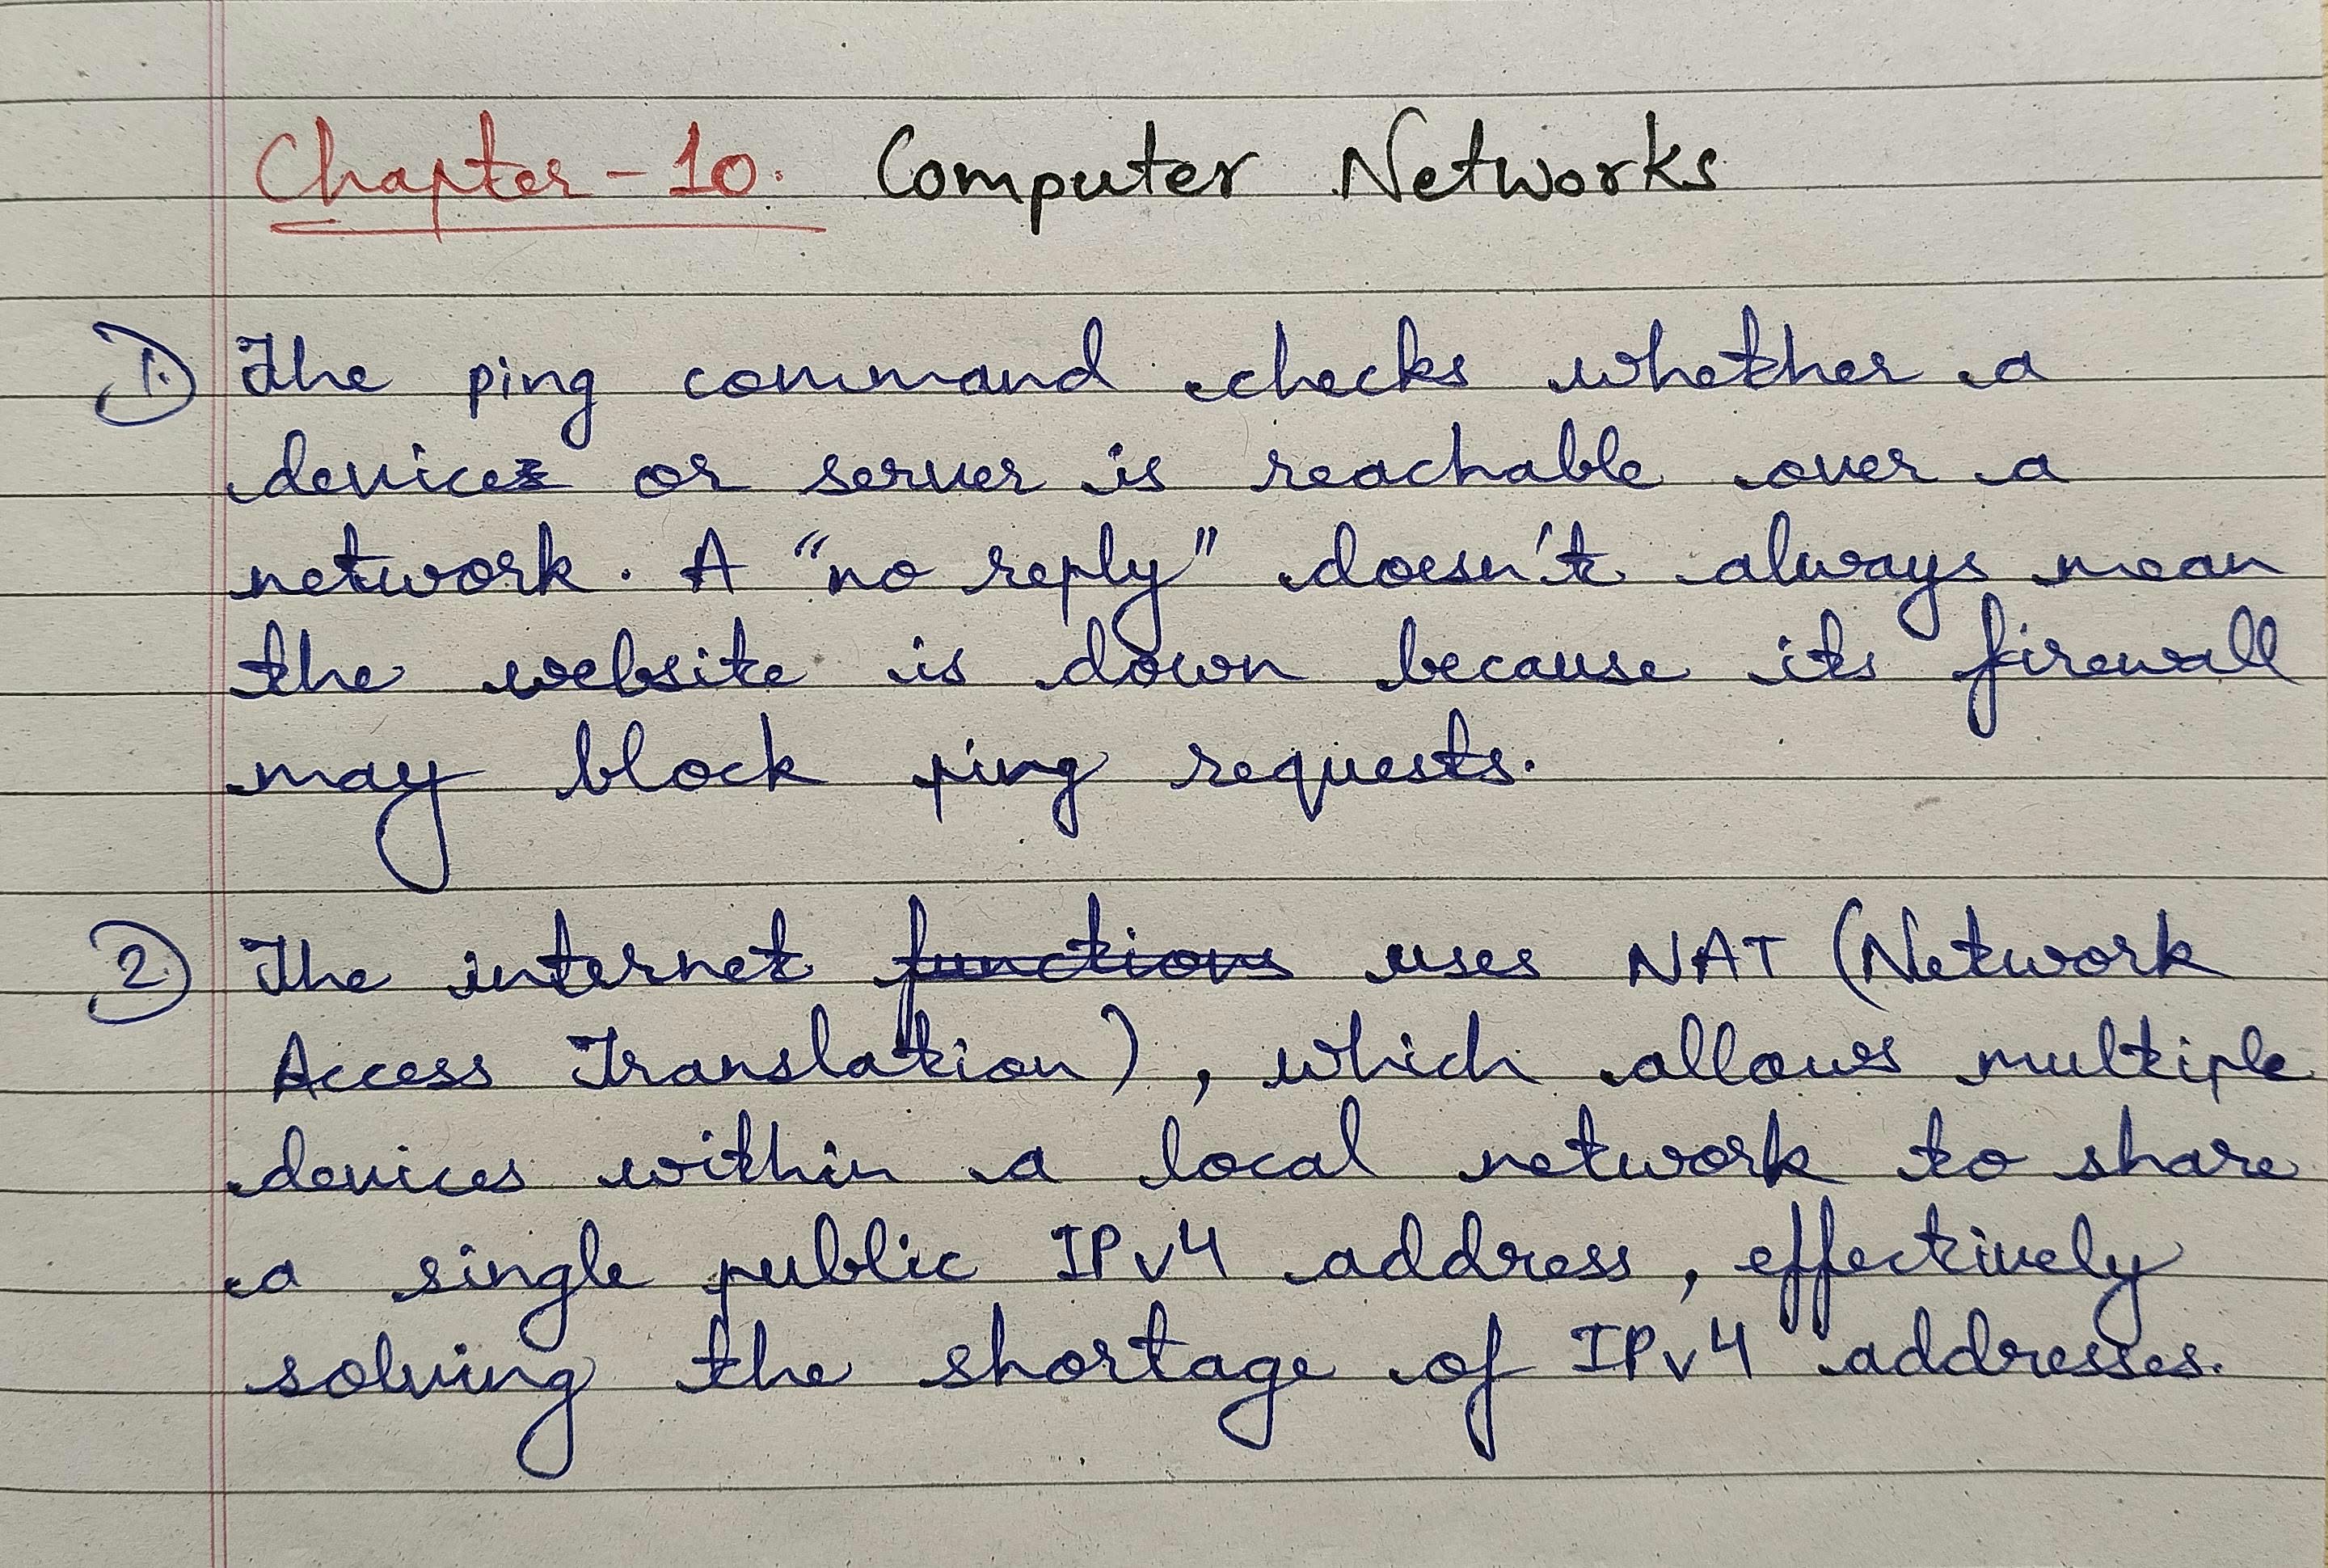 Chapter-10. Computer Networks
1. The ping command checks whether a
device or server is reachable over a
network. A “no reply” doesn't always mean
the website is down because its firewall
may block ping requests.
2. The internet functions uses NAT (Network
Access Translation), which allows multiple
devices within a local network to share
a single public IPv4 address, effectively
solving the shortage of IPv4 addresses.